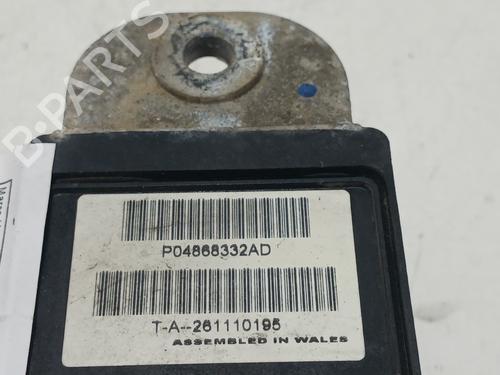 B-PARTS
P04868332AD
T-A--261110195
ASSEMBLED IN WALES